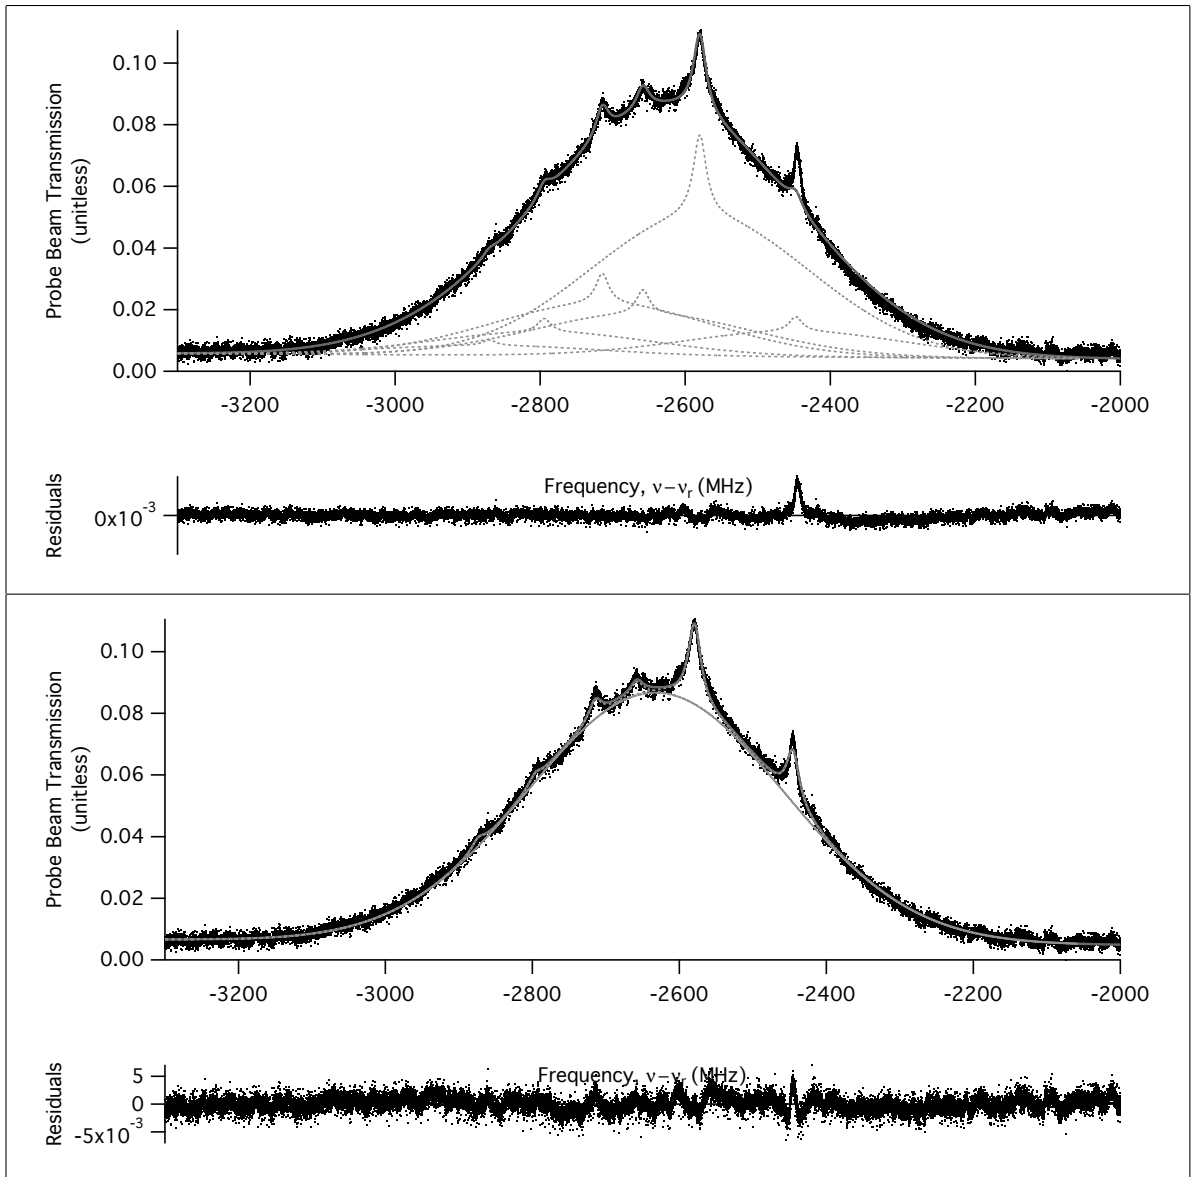 Probe Beam Transmission
(unitless)
0.10
0.08
0.06
0.04
0.02
0.00
-3200 -3000 -2800 -2600 -2400 -2200 -2000
Frequency, ν−νr (MHz)
Residuals
0x10-3
Probe Beam Transmission
(unitless)
0.10
0.08
0.06
0.04
0.02
0.00
-3200 -3000 -2800 -2600 -2400 -2200 -2000
Frequency, ν−νr (MHz)
Residuals
5
0
-5x10-3